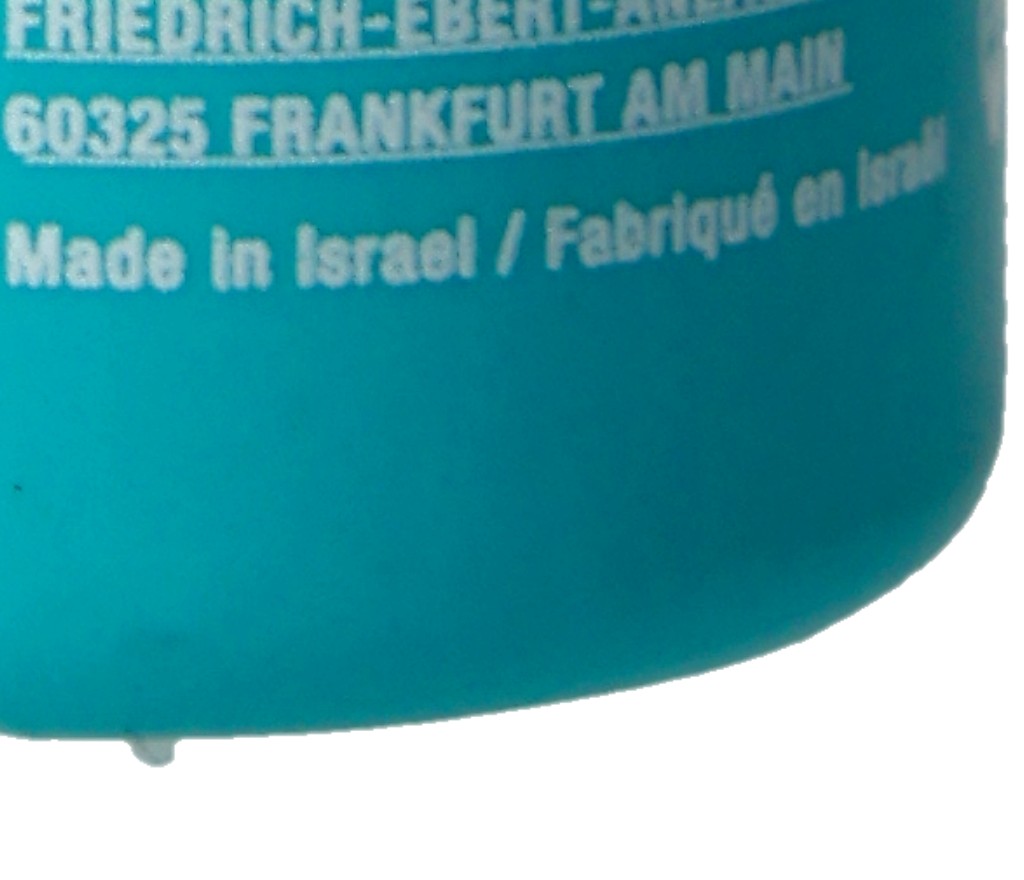 FRIEDRICH-EBERT-
60325 FRANKFURT AM MAIN
Made in Israel / Fabriqué en Israël